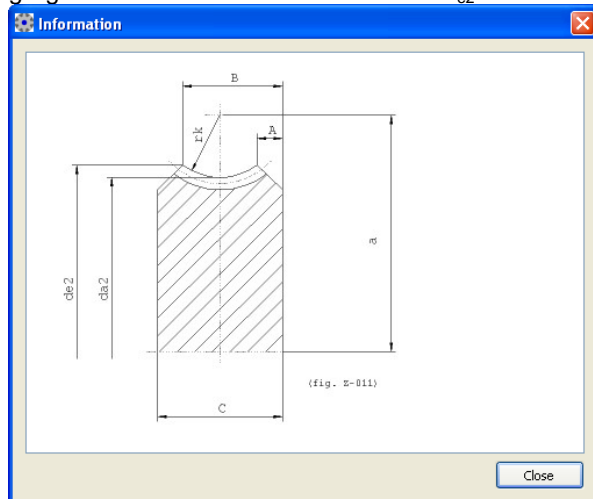 Information
B
rk
A
a
de2
da2
(fig. Z-011)
C
Close